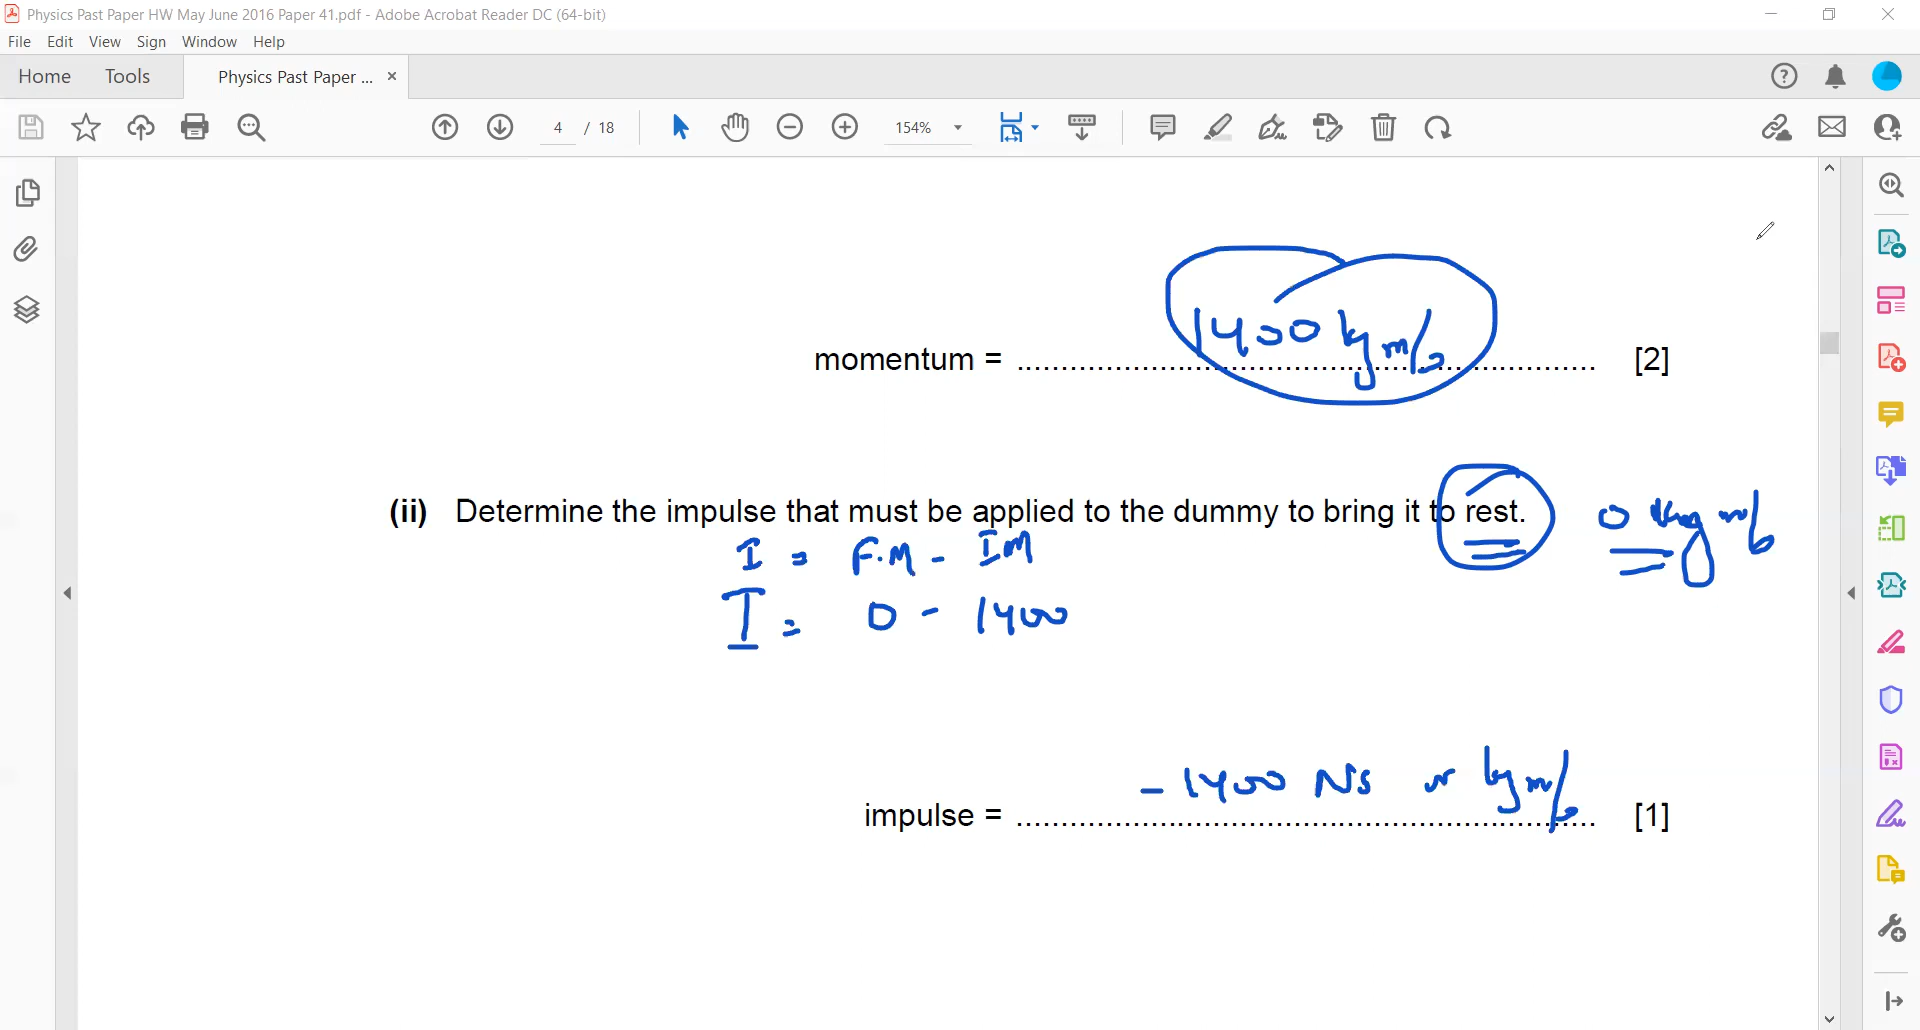 Physics Past Paper HW May June 2016 Paper 41.pdf - Adobe Acrobat Reader DC (64-bit)
File Edit View Sign Window Help
Home Tools Physics Past Paper ... ×
4 / 18 154%
1400 kg m/s
momentum = .......... [2]
(ii) Determine the impulse that must be applied to the dummy to bring it to rest. 0 kg m/s
I = F.M - IM
I = 0 - 1400
- 1400 Ns or kg m/s
impulse = .......... [1]